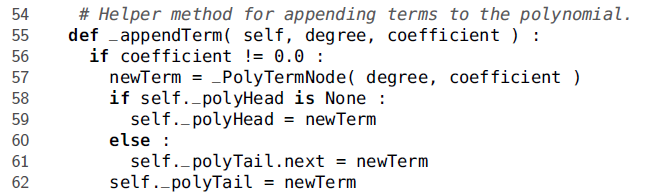 54 # Helper method for appending terms to the polynomial.
55 def _appendTerm( self, degree, coefficient ) :
56 if coefficient != 0.0 :
57 newTerm = _PolyTermNode( degree, coefficient )
58 if self._polyHead is None :
59 self._polyHead = newTerm
60 else :
61 self._polyTail.next = newTerm
62 self._polyTail = newTerm